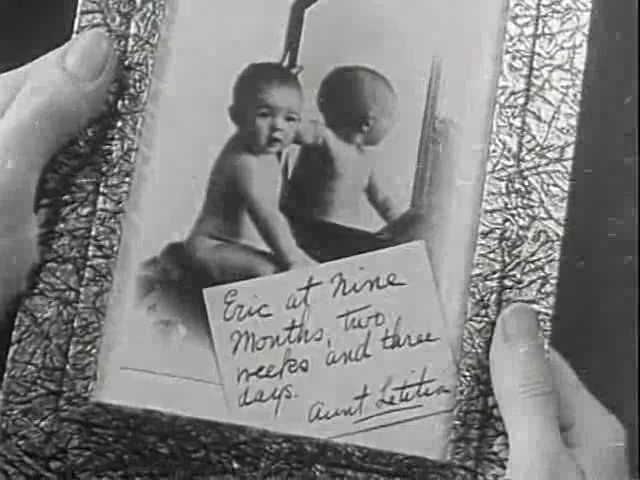 Eric at Nine
Months, two
weeks and three
days.
Aunt Letitia